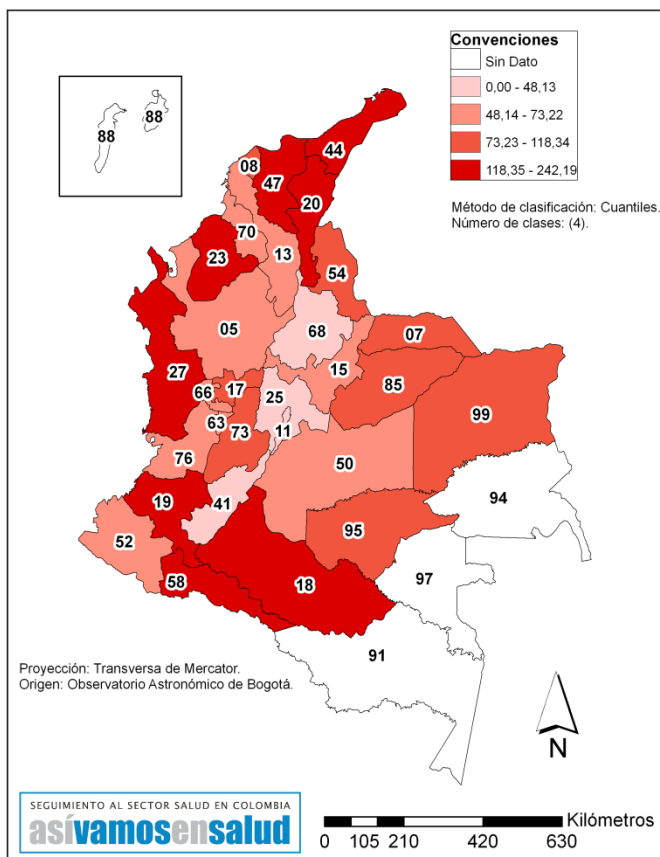 Convenciones
Sin Dato
0,00 - 48,13
48,14 - 73,22
73,23 - 118,34
118,35 - 242,19
Método de clasificación: Cuantiles.
Número de clases: (4).
88
88
44
08
47
20
70
23
13
54
05
68
07
27
15
66
17
85
25
99
63
11
73
76
50
94
19
41
95
52
97
58
18
91
Proyección: Transversa de Mercator.
Origen: Observatorio Astronómico de Bogotá.
N
SEGUIMIENTO AL SECTOR SALUD EN COLOMBIA
asívamosensalud
Kilómetros
0 105 210 420 630